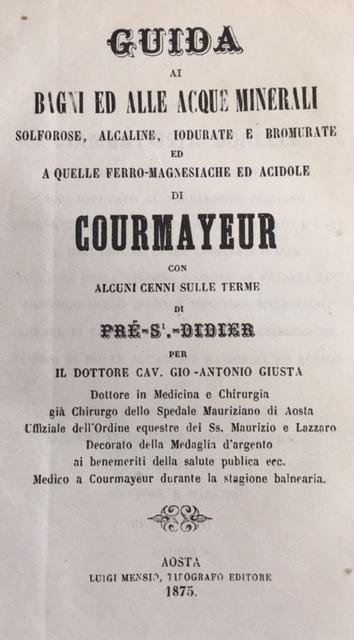 GUIDA
AI
BAGNI ED ALLE ACQUE MINERALI
SOLFOROSE, ALCALINE, IODURATE E BROMURATE
ED
A QUELLE FERRO-MAGNESIACHE ED ACIDOLE
DI
COURMAYEUR
CON
ALCUNI CENNI SULLE TERME
DI
PRÉ-St.-DIDIER
PER
IL DOTTORE CAV. GIO-ANTONIO GIUSTA
Dottore in Medicina e Chirurgia
già Chirurgo dello Spedale Mauriziano di Aosta
Uffiziale dell'Ordine equestre dei Ss. Maurizio e Lazzaro
Decorato della Medaglia d'argento
ai benemeriti della salute publica ecc.
Medico a Courmayeur durante la stagione balnearia.
AOSTA
LUIGI MENSIO, TIPOGRAFO EDITORE
1875.